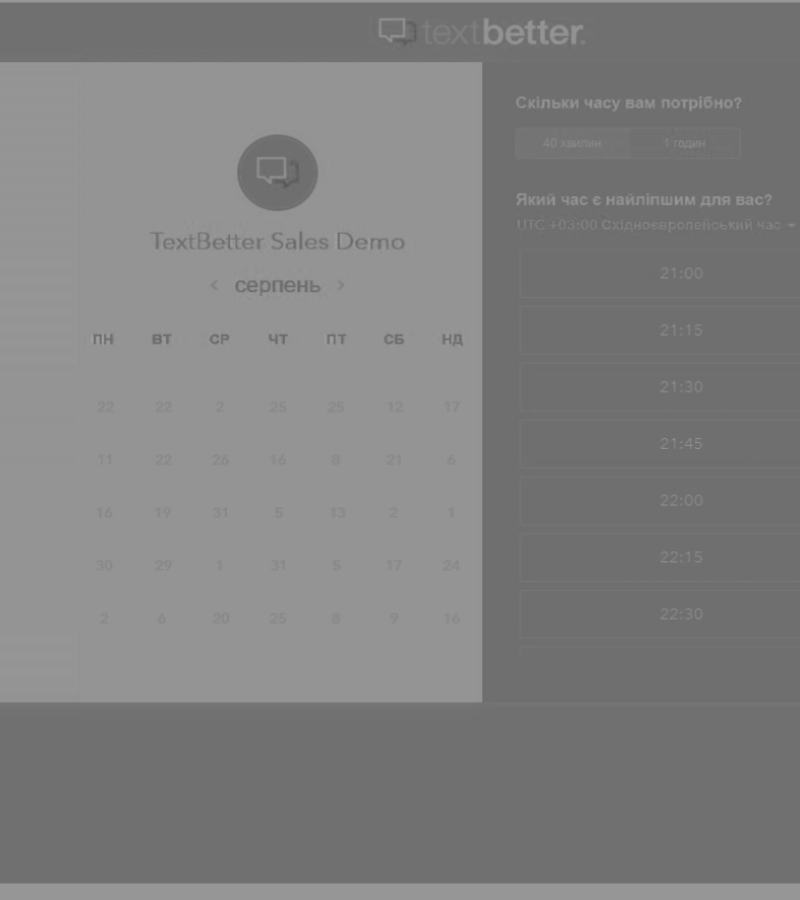 textbetter.
TextBetter Sales Demo
серпень
ПН ВТ СР ЧТ ПТ СБ НД
22 22 2 25 25 12 17
11 22 26 16 8 21 6
16 19 31 5 13 2 1
30 29 1 31 5 17 24
2 6 20 25 8 9 16
Скільки часу вам потрібно?
40 хвилин 1 годин
Який час є найліпшим для вас?
UTC +03:00 Східноєвропейський час
21:00
21:15
21:30
21:45
22:00
22:15
22:30